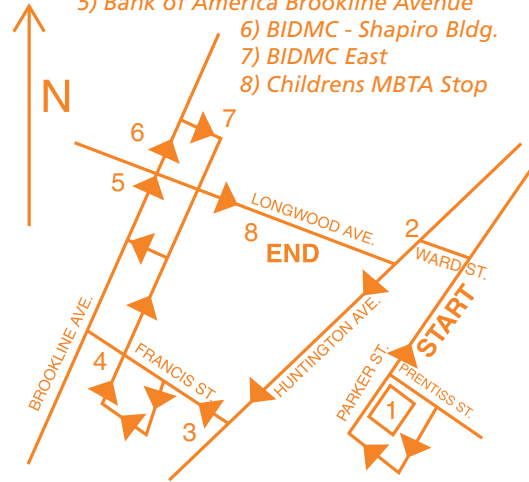 5) Bank of America Brookline Avenue
6) BIDMC - Shapiro Bldg.
7) BIDMC East
8) Childrens MBTA Stop
N
7
6
5
LONGWOOD AVE.
8
END
2
WARD ST.
START
HUNTINGTON AVE.
BROOKLINE AVE.
4
FRANCIS ST.
3
PARKER ST.
PRENTISS ST.
1